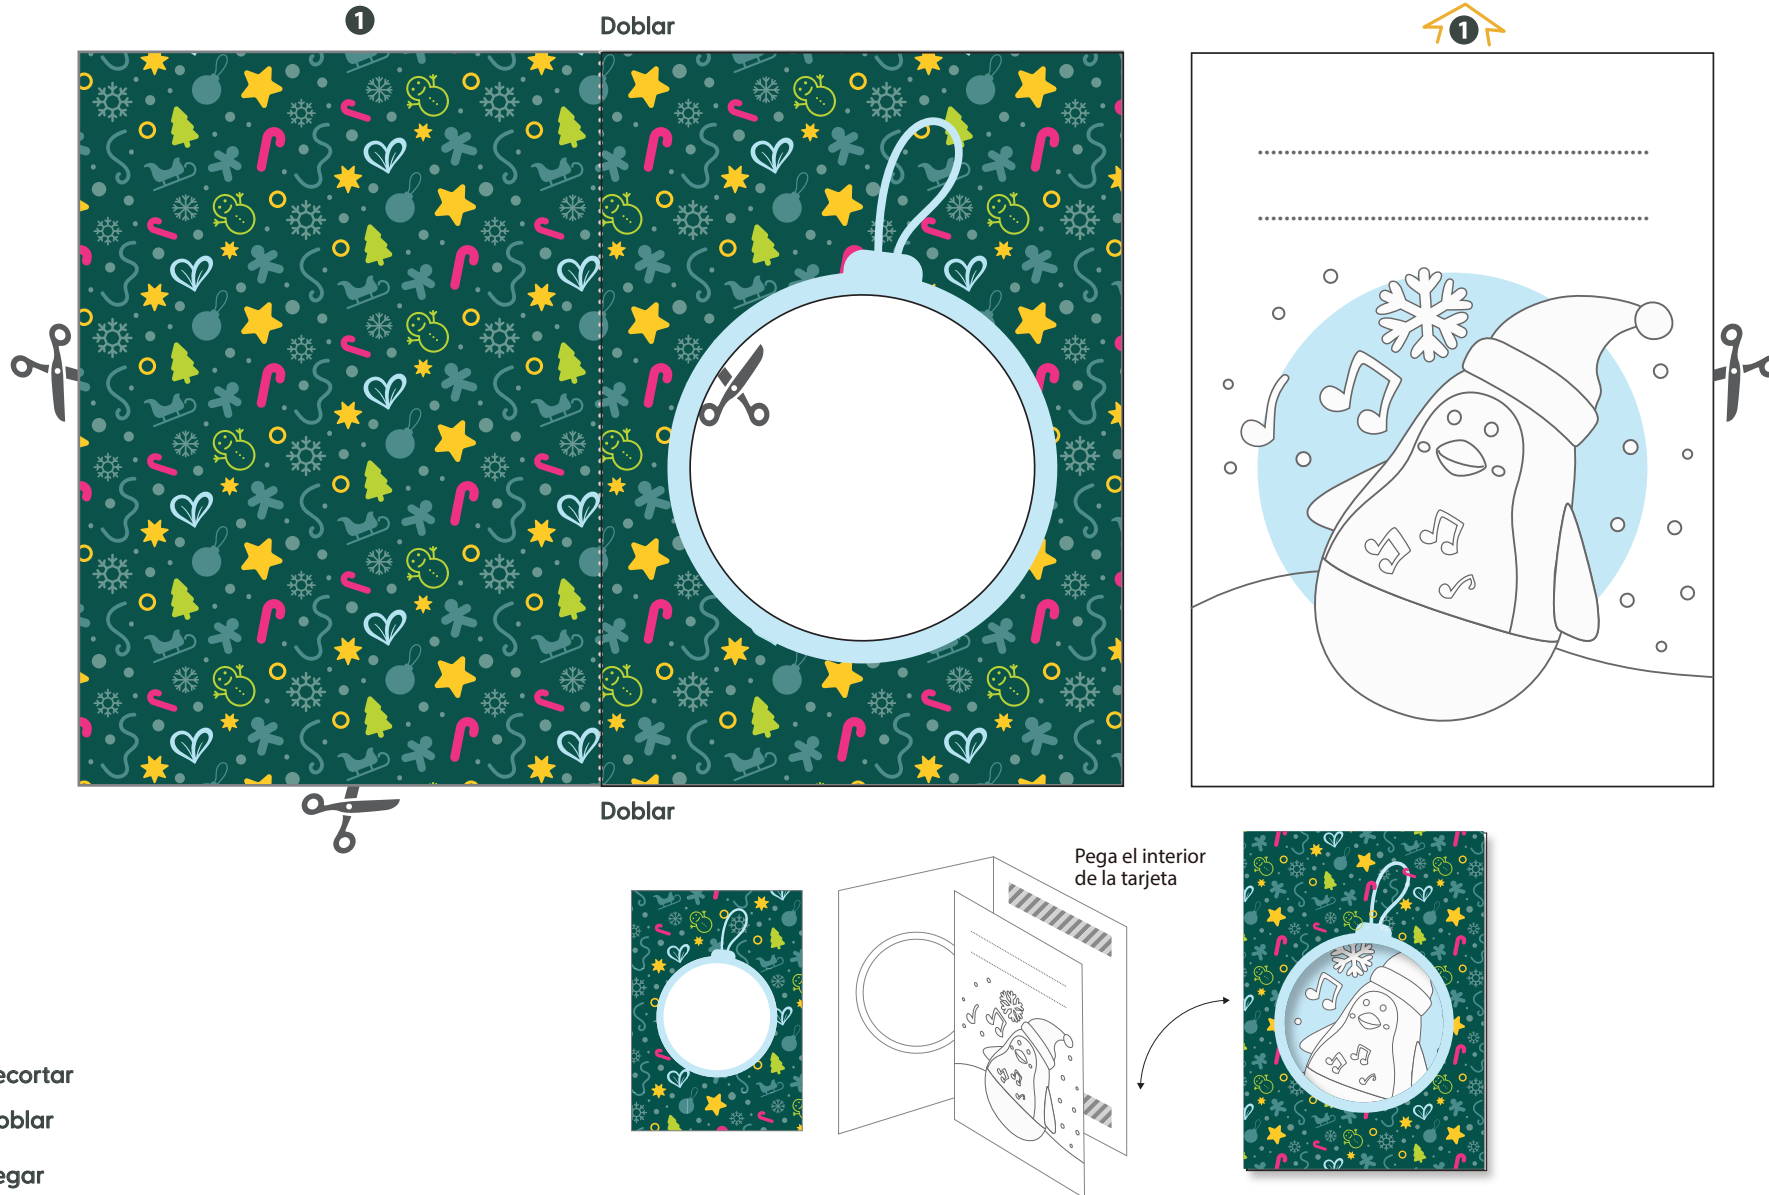 1
Doblar
1
Doblar
Pega el interior
de la tarjeta
ecortar
oblar
egar